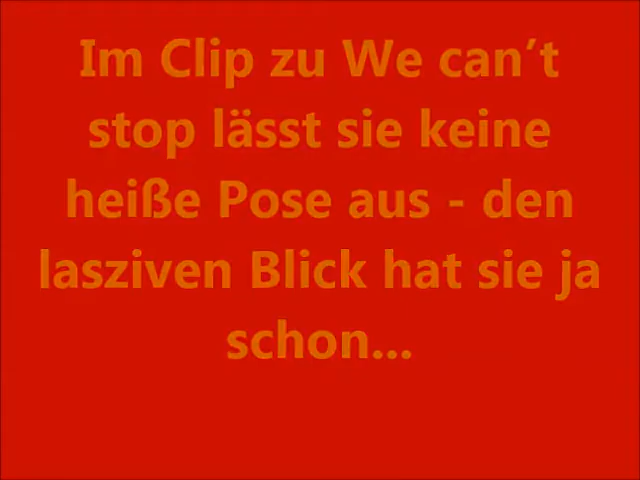 Im Clip zu We can’t
stop lässt sie keine
heiße Pose aus - den
lasziven Blick hat sie ja
schon...